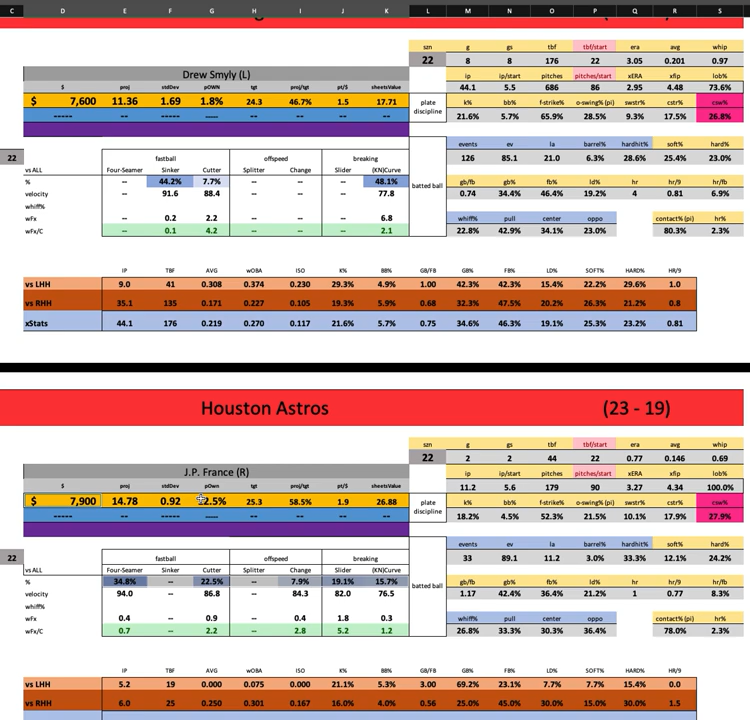 C D E F G H I J K L M N O P Q R S
szn g gs tbf tbf/start era avg whip
22 8 8 176 22 3.05 0.201 0.97
Drew Smyly (L)
ip ip/start pitches pitches/start xERA xfip lob%
44.1 5.5 686 86 2.95 4.48 73.6%
$ proj stdDev pOWN tgt proj/tgt pt/$ sheetsValue
$ 7,600 11.36 1.69 1.8% 24.3 46.7% 1.5 17.71
plate discipline
k% bb% f-strike% o-swing% (pi) swstr% cstr% csw%
21.6% 5.7% 65.9% 28.5% 9.3% 17.5% 26.8%
----- -- -- ---- -- -- -- --
events ev la barrel% hardhit% soft% hard%
126 85.1 21.0 6.3% 28.6% 25.4% 23.0%
22 fastball offspeed breaking
vs ALL Four-Seamer Sinker Cutter Splitter Change Slider (KN)Curve
% -- 44.2% 7.7% -- -- -- 48.1%
velocity -- 91.6 88.4 -- -- -- 77.8
whiff%
wFx -- 0.2 2.2 -- -- -- 6.8
wFx/C -- 0.1 4.2 -- -- -- 2.1
batted ball
gb/fb gb% fb% ld% hr hr/9 hr/fb
0.74 34.4% 46.4% 19.2% 4 0.81 6.9%
whiff% pull center oppo contact% (pi) hr%
22.8% 42.9% 34.1% 23.0% 80.3% 2.3%
IP TBF AVG wOBA ISO K% BB% GB/FB GB% FB% LD% SOFT% HARD% HR/9
vs LHH 9.0 41 0.308 0.374 0.230 29.3% 4.9% 1.00 42.3% 42.3% 15.4% 22.2% 29.6% 1.0
vs RHH 35.1 135 0.171 0.227 0.105 19.3% 5.9% 0.68 32.3% 47.5% 20.2% 26.3% 21.2% 0.8
xStats 44.1 176 0.219 0.270 0.117 21.6% 5.7% 0.75 34.6% 46.3% 19.1% 25.3% 23.2% 0.81
Houston Astros (23 - 19)
szn g gs tbf tbf/start era avg whip
22 2 2 44 22 0.77 0.146 0.69
J.P. France (R)
ip ip/start pitches pitches/start xERA xfip lob%
11.2 5.6 179 90 3.27 4.34 100.0%
$ proj stdDev pOwn tgt proj/tgt pt/$ sheetsValue
$ 7,900 14.78 0.92 2.5% 25.3 58.5% 1.9 26.88
plate discipline
k% bb% f-strike% o-swing% (pi) swstr% cstr% csw%
18.2% 4.5% 52.3% 21.5% 10.1% 17.9% 27.9%
----- -- -- ---- -- -- -- --
events ev la barrel% hardhit% soft% hard%
33 89.1 11.2 3.0% 33.3% 12.1% 24.2%
22 fastball offspeed breaking
vs ALL Four-Seamer Sinker Cutter Splitter Change Slider (KN)Curve
% 34.8% -- 22.5% -- 7.9% 19.1% 15.7%
velocity 94.0 -- 86.8 -- 84.3 82.0 76.5
whiff%
wFx 0.4 -- 0.9 -- 0.4 1.8 0.3
wFx/C 0.7 -- 2.2 -- 2.8 5.2 1.2
batted ball
gb/fb gb% fb% ld% hr hr/9 hr/fb
1.17 42.4% 36.4% 21.2% 1 0.77 8.3%
whiff% pull center oppo contact% (pi) hr%
26.8% 33.3% 30.3% 36.4% 78.0% 2.3%
IP TBF AVG wOBA ISO K% BB% GB/FB GB% FB% LD% SOFT% HARD% HR/9
vs LHH 5.2 19 0.000 0.075 0.000 21.1% 5.3% 3.00 69.2% 23.1% 7.7% 7.7% 15.4% 0.0
vs RHH 6.0 25 0.250 0.301 0.167 16.0% 4.0% 0.56 25.0% 45.0% 30.0% 15.0% 30.0% 1.5